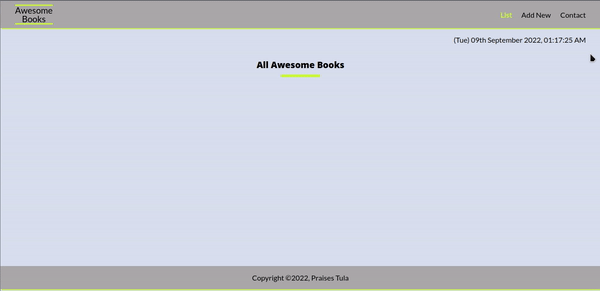 Awesome
Books
List
Add New
Contact
(Tue) 09th September 2022, 01:17:25 AM
All Awesome Books
Copyright ©2022, Praises Tula